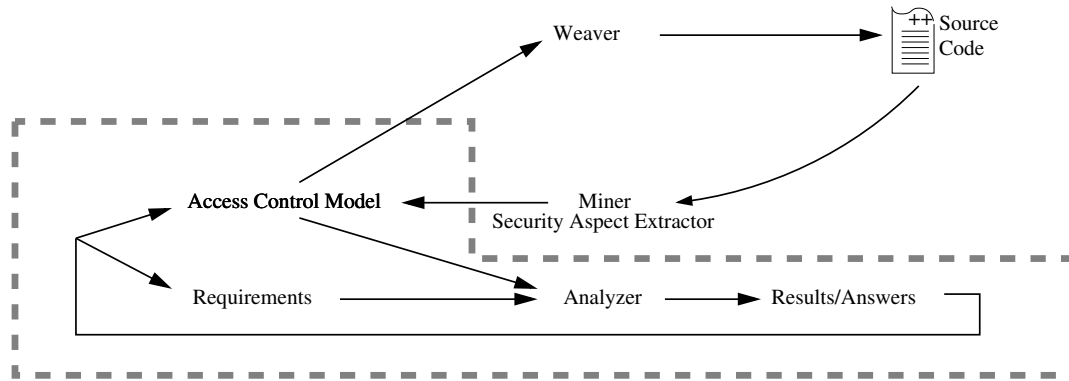 Weaver
++
Source
Code
Access Control Model
Miner
Security Aspect Extractor
Requirements
Analyzer
Results/Answers